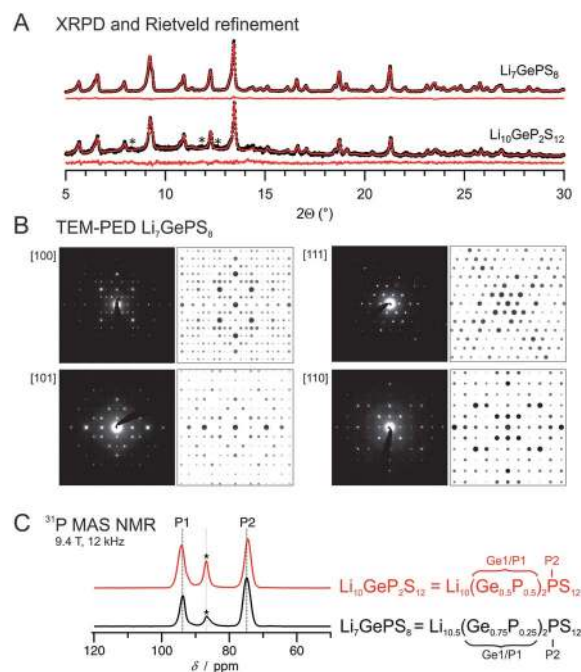 A XRPD and Rietveld refinement
Li₇GePS₈
Li₁₀GeP₂S₁₂
* * *
5 10 15 20 25 30
2Θ (°)
B TEM-PED Li₇GePS₈
[100] [111]
[101] [110]
C ³¹P MAS NMR
9.4 T, 12 kHz
P1 P2
* 
Ge1/P1 P2
Li₁₀GeP₂S₁₂ = Li₁₀(Ge₀.₅P₀.₅)₂PS₁₂
*
Li₇GePS₈ = Li₁₀.₅(Ge₀.₇₅P₀.₂₅)₂PS₁₂
Ge1/P1 P2
120 100 80 60
δ / ppm